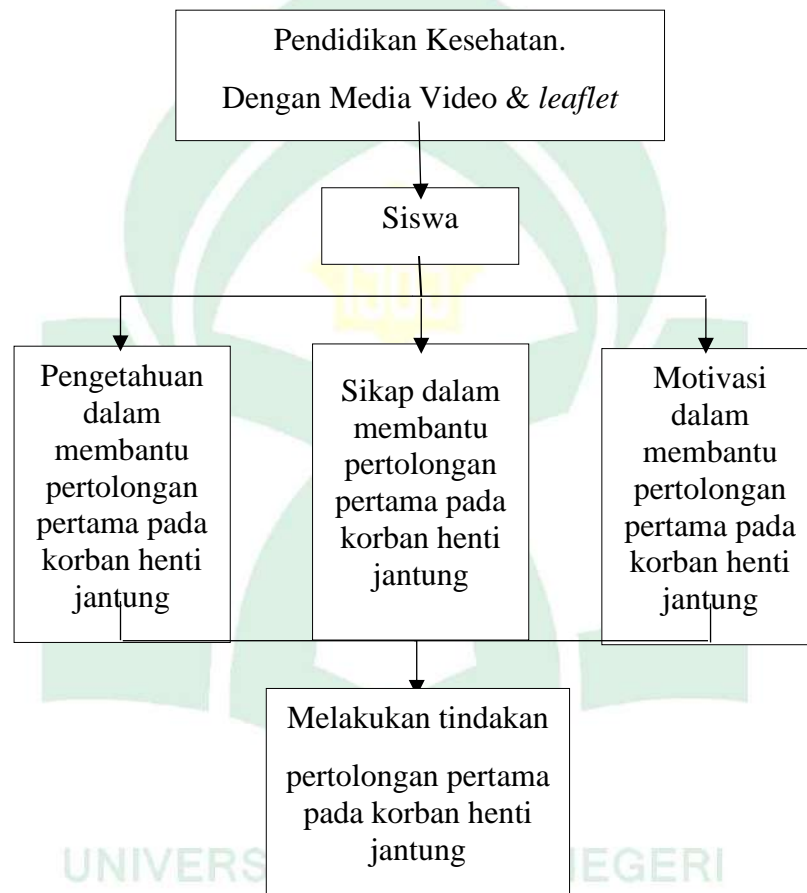 Pendidikan Kesehatan.
Dengan Media Video & leaflet
Siswa
Pengetahuan
dalam
membantu
pertolongan
pertama pada
korban henti
jantung
Sikap dalam
membantu
pertolongan
pertama pada
korban henti
jantung
Motivasi
dalam
membantu
pertolongan
pertama pada
korban henti
jantung
Melakukan tindakan
pertolongan pertama
pada korban henti
jantung